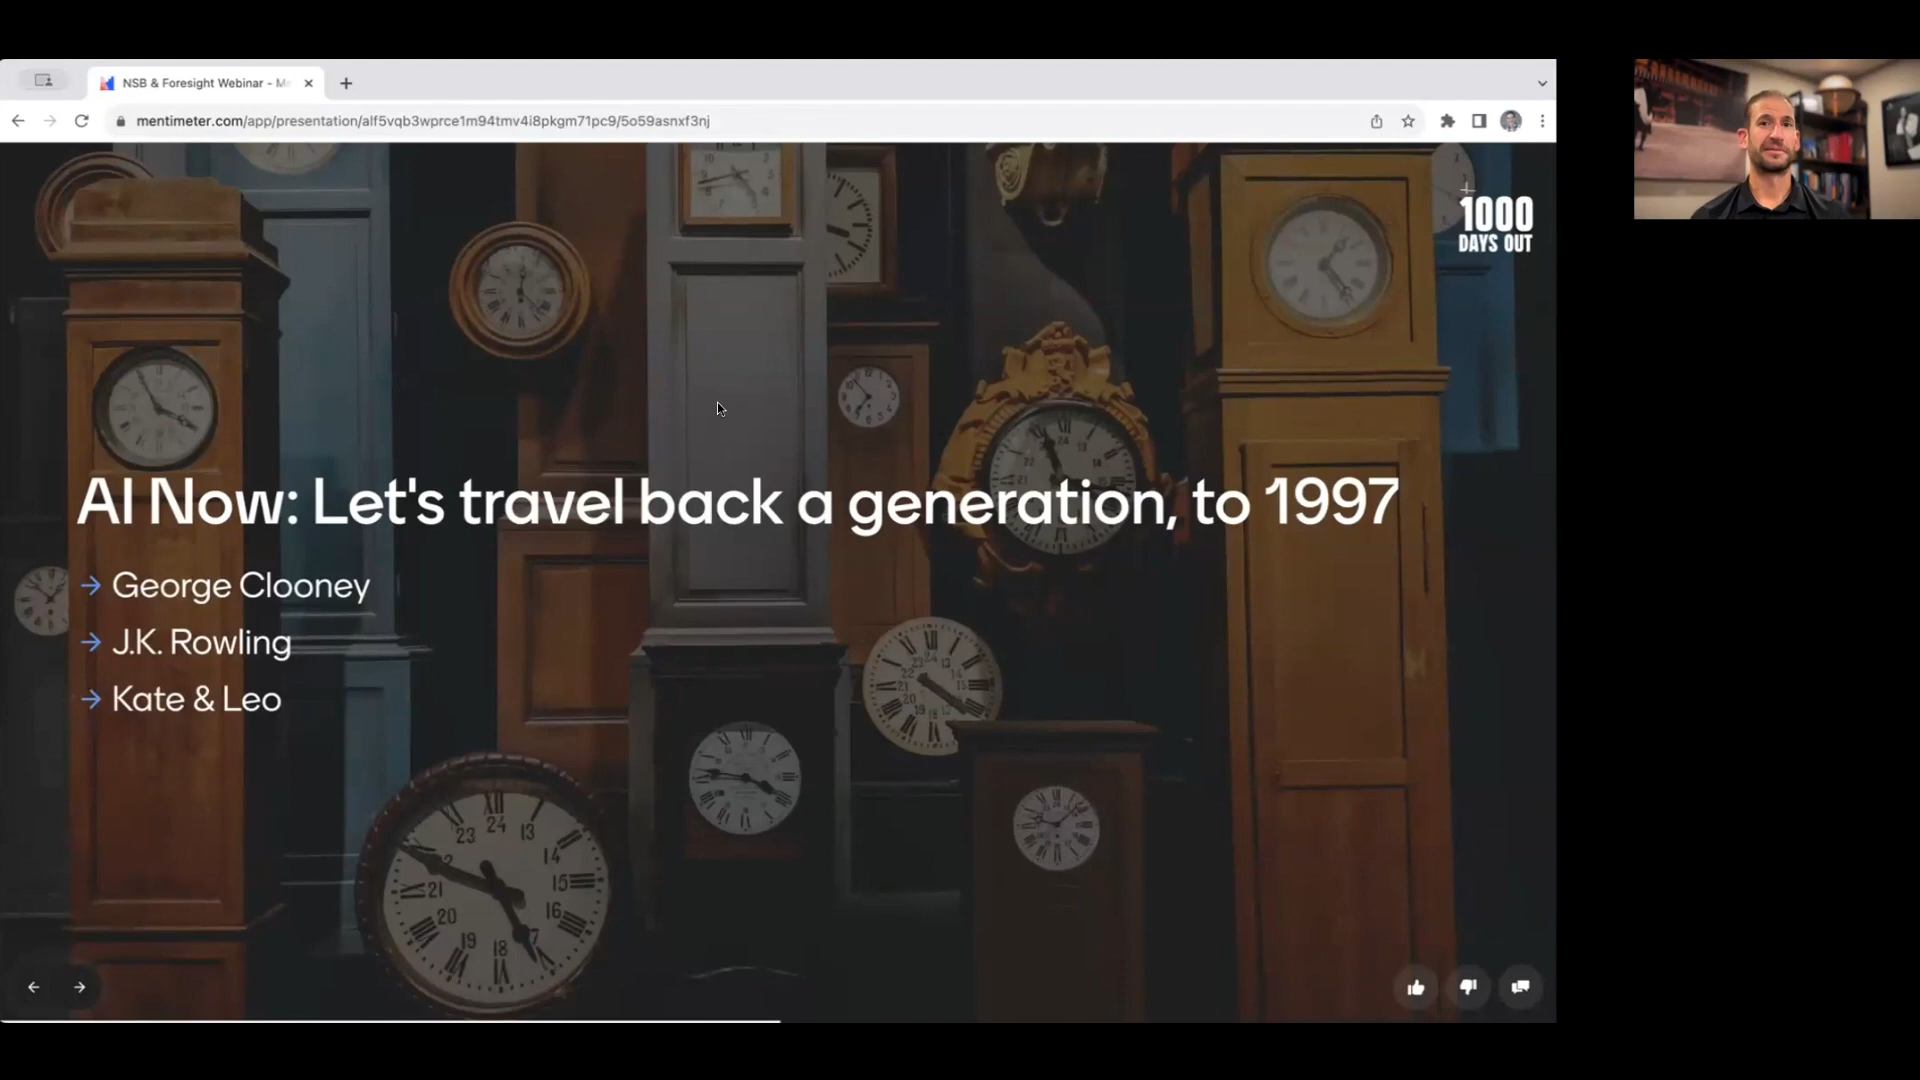 NSB & Foresight Webinar - Me
mentimeter.com/app/presentation/alf5vqb3wprce1m94tmv4i8pkgm71pc9/5o59asnxf3nj
1000
DAYS OUT
AI Now: Let's travel back a generation, to 1997
→ George Clooney
→ J.K. Rowling
→ Kate & Leo